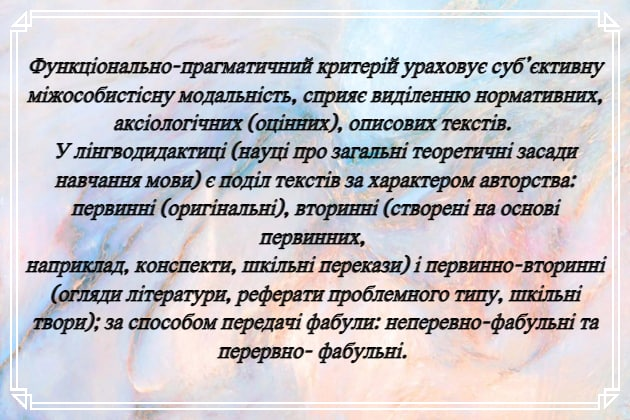 Функціонально-прагматичний критерій ураховує суб'єктивну
міжособистісну модальність, сприяє виділенню нормативних,
аксіологічних (оцінних), описових текстів.
У лінгводидактиці (науці про загальні теоретичні засади
навчання мови) є поділ текстів за характером авторства:
первинні (оригінальні), вторинні (створені на основі
первинних,
наприклад, конспекти, шкільні перекази) і первинно-вторинні
(огляди літератури, реферати проблемного типу, шкільні
твори); за способом передачі фабули: неперевно-фабульні та
перервно- фабульні.